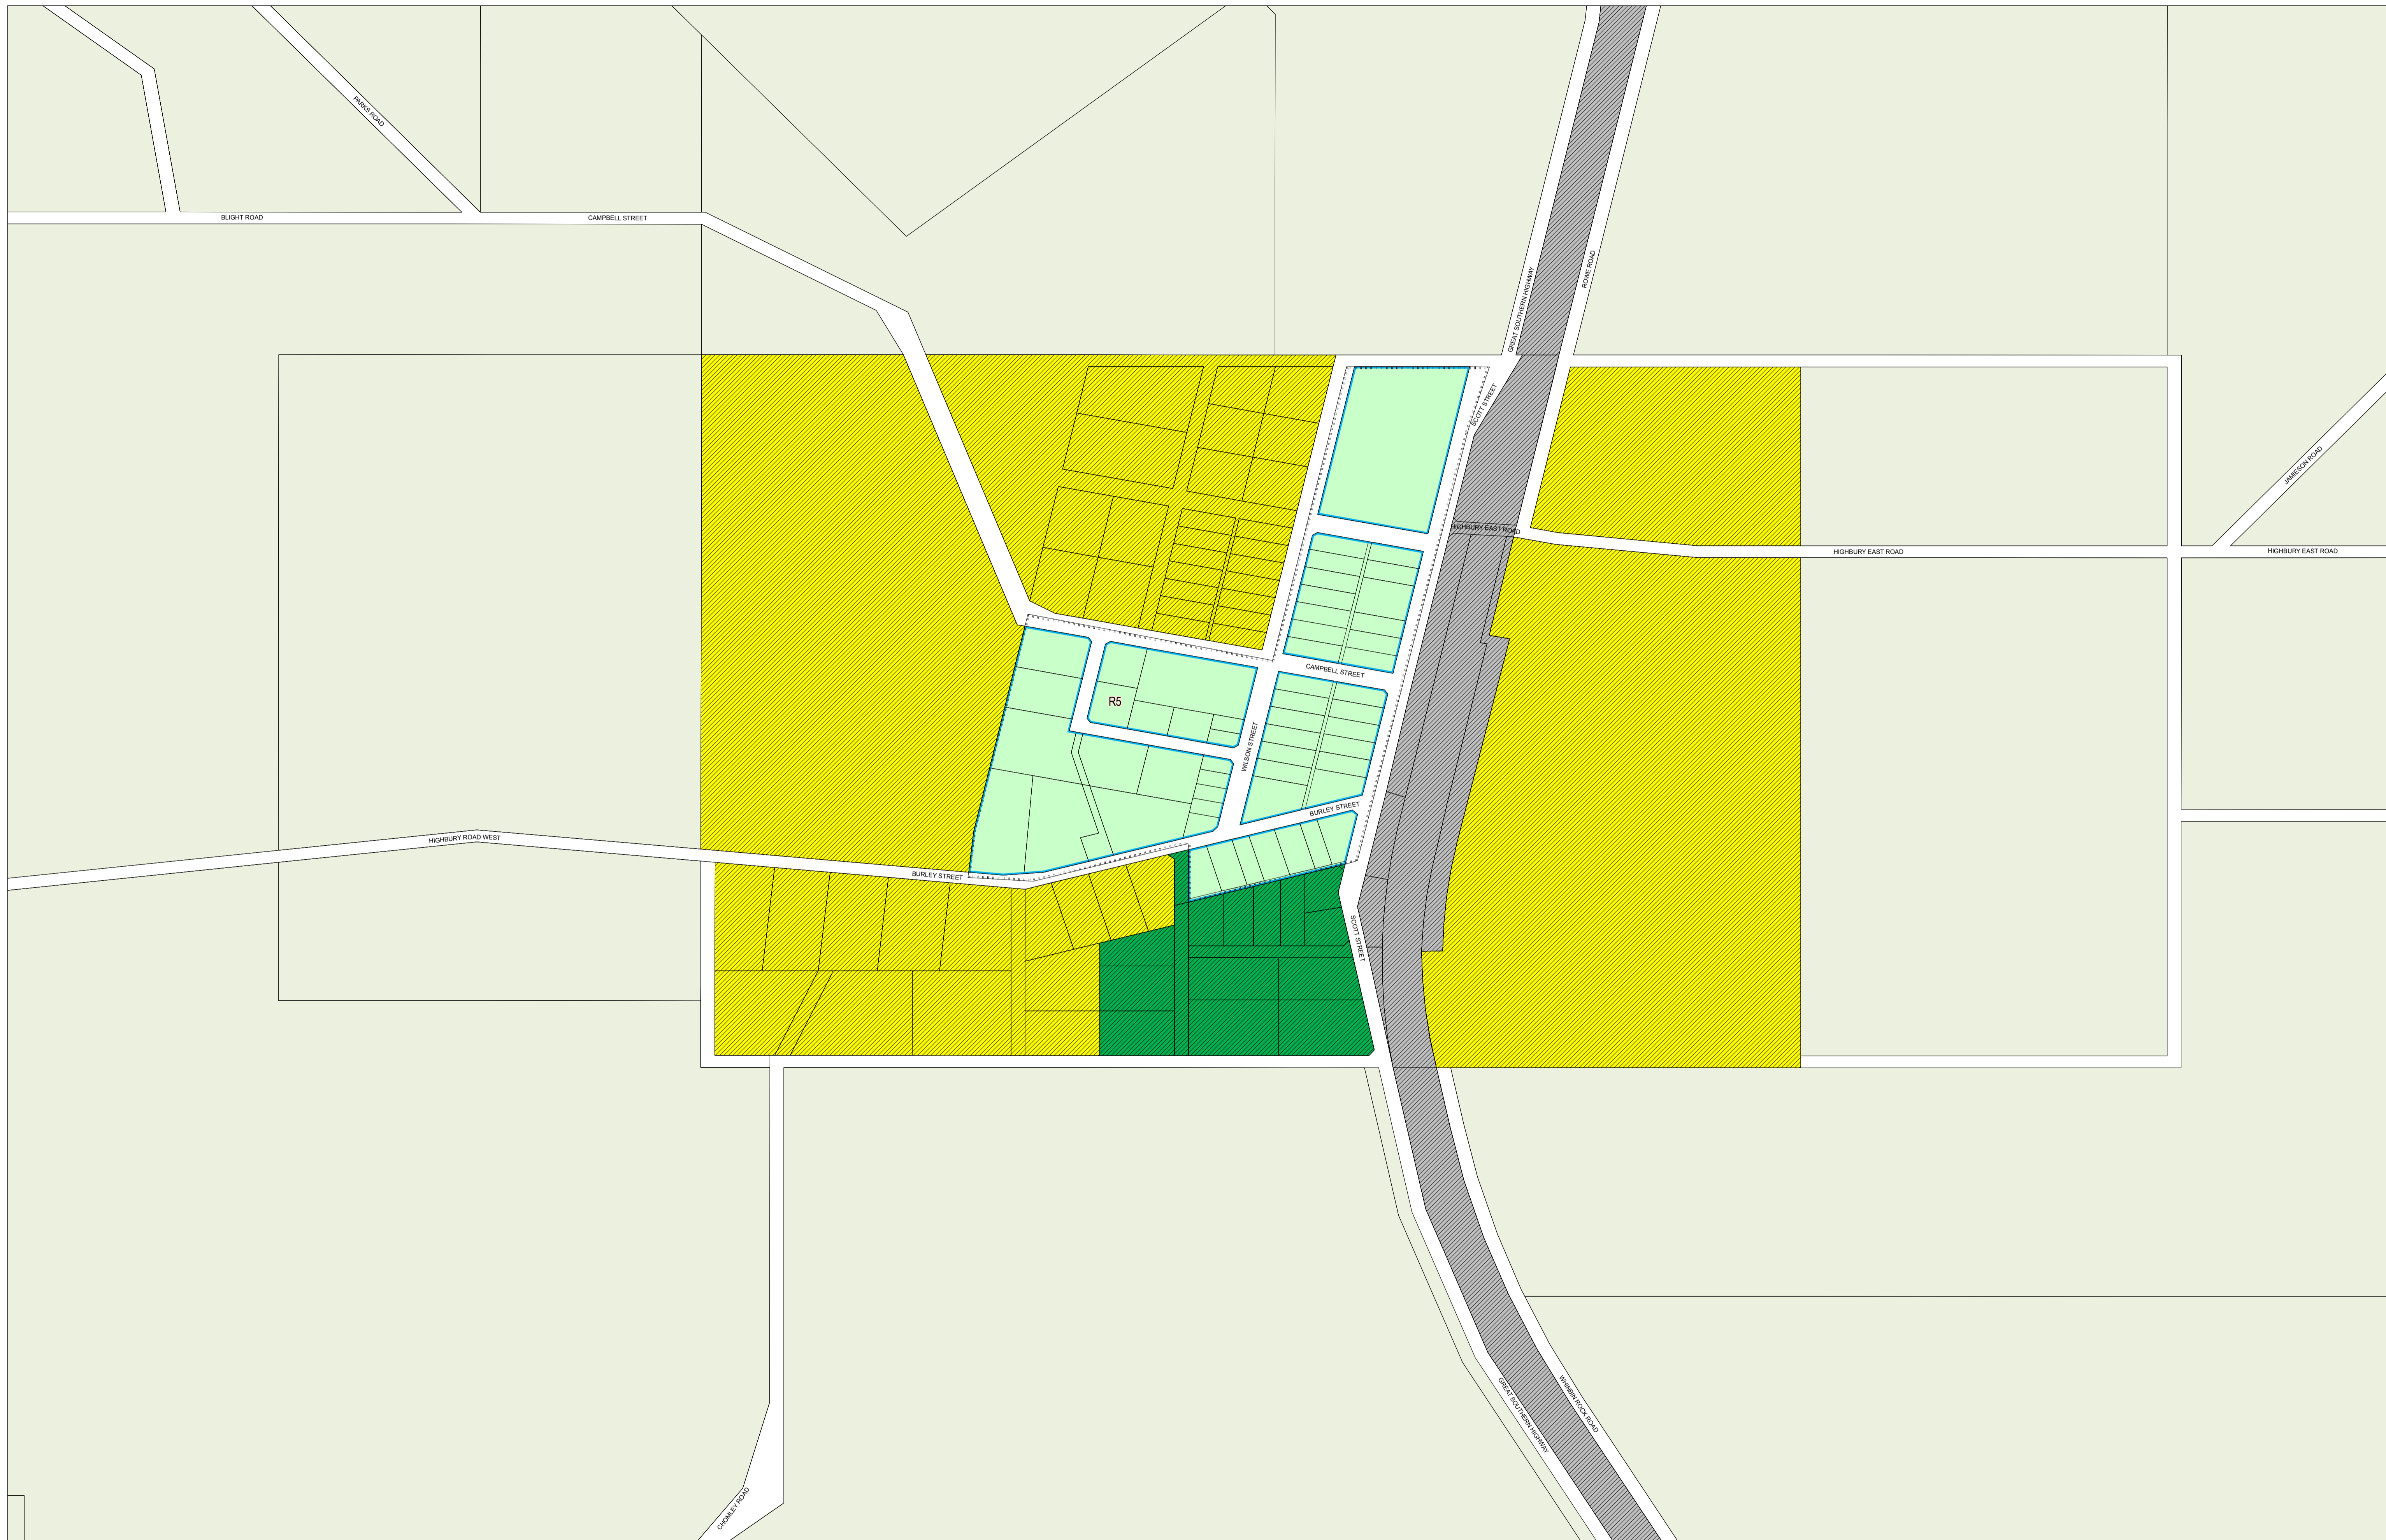 PARKS ROAD
BLIGHT ROAD
CAMPBELL STREET
GREAT SOUTHERN HIGHWAY
ROWE ROAD
SCOTT STREET
JAMIESON ROAD
HIGHBURY EAST ROAD
HIGHBURY EAST ROAD
HIGHBURY EAST ROAD
CAMPBELL STREET
R5
WILSON STREET
BURLEY STREET
HIGHBURY ROAD WEST
BURLEY STREET
SCOTT STREET
WHINBIN ROCK ROAD
GREAT SOUTHERN HIGHWAY
CHOMLEY ROAD